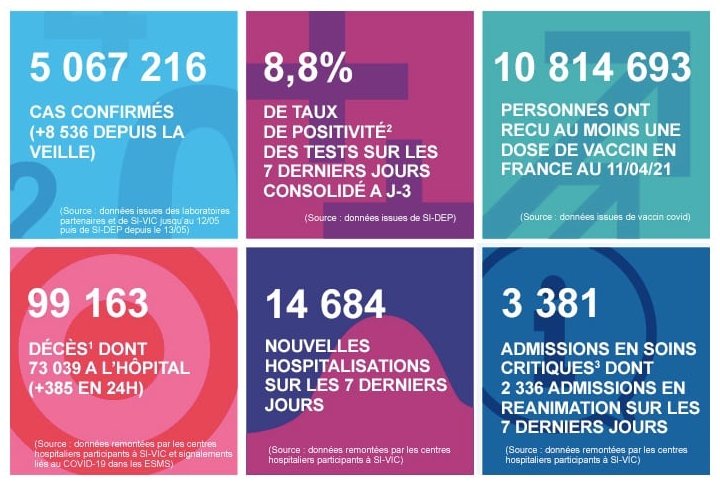 5 067 216
CAS CONFIRMÉS
(+8 536 DEPUIS LA
VEILLE)
(Source : données issues des laboratoires
partenaires et de SI-VIC jusqu'au 12/05
puis de SI-DEP depuis le 13/05)
8,8%
DE TAUX
DE POSITIVITÉ²
DES TESTS SUR LES
7 DERNIERS JOURS
CONSOLIDÉ A J-3
(Source : données issues de SI-DEP)
10 814 693
PERSONNES ONT
RECU AU MOINS UNE
DOSE DE VACCIN EN
FRANCE AU 11/04/21
(Source : données issues de vaccin covid)
99 163
DÉCÈS¹ DONT
73 039 A L'HÔPITAL
(+385 EN 24H)
(Source : données remontées par les centres
hospitaliers participants à SI-VIC et signalements
liés au COVID-19 dans les ESMS)
14 684
NOUVELLES
HOSPITALISATIONS
SUR LES 7 DERNIERS
JOURS
(Source : données remontées par les centres
hospitaliers participants à SI-VIC)
3 381
ADMISSIONS EN SOINS
CRITIQUES³ DONT
2 336 ADMISSIONS EN
REANIMATION SUR LES
7 DERNIERS JOURS
(Source : données remontées par les centres
hospitaliers participants à SI-VIC)